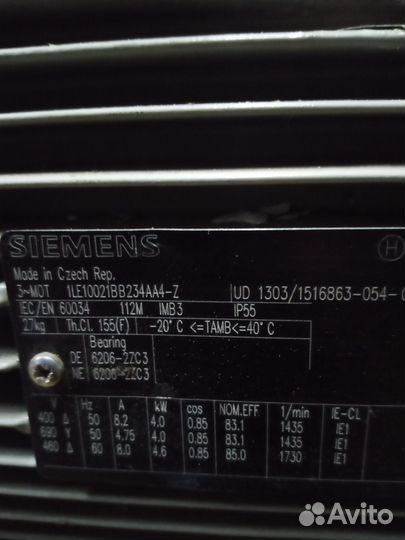 SIEMENS
H
Made in Czech Rep.
3~MOT 1LE10021BB234AA4-Z UD 1303/1516863-054-
IEC/EN 60034 112M IMB3 IP55
27kg Th.Cl. 155(F) -20°C <=TAMB<=40°C
Bearing
DE 6206-2ZC3
NE 6206-2ZC3
V Hz A kW cos NOM.EFF 1/min IE-CL
400 Δ 50 8.2 4.0 0.85 83.1 1435 IE1
690 Y 50 4.75 4.0 0.85 83.1 1435 IE1
460 Δ 60 8.0 4.6 0.85 85.0 1730 IE1
Avito